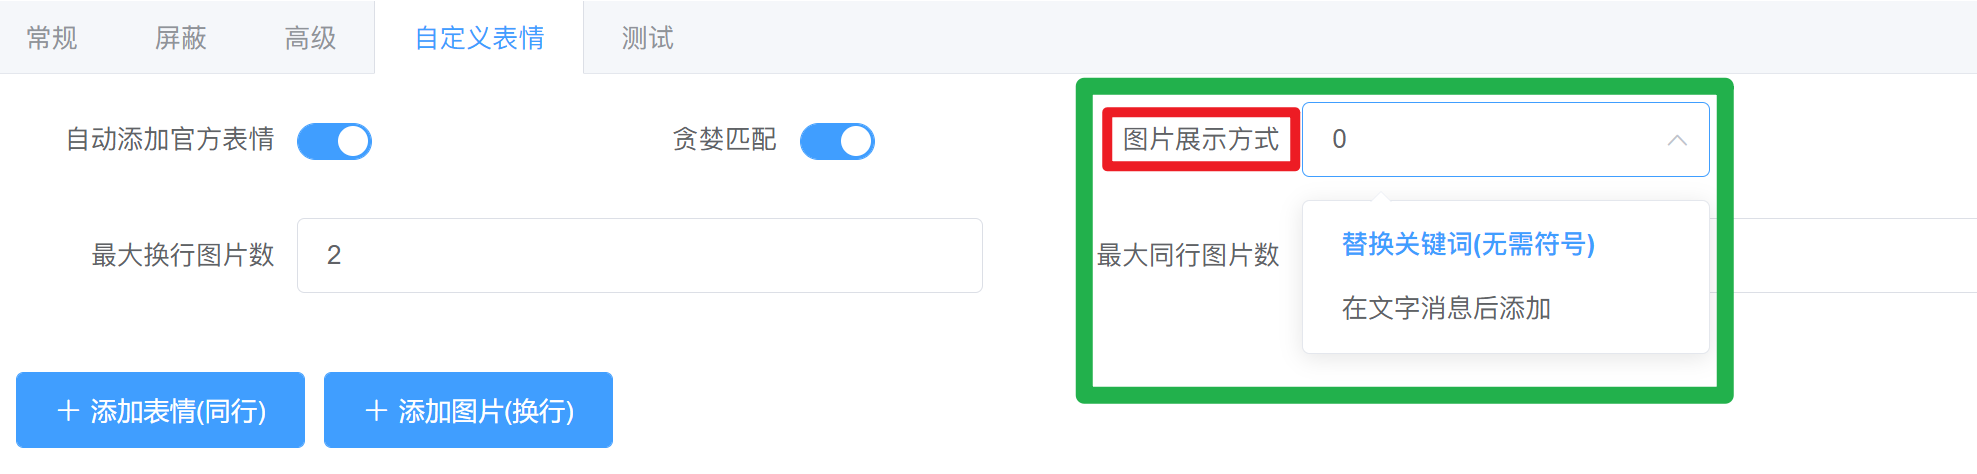 常规 屏蔽 高级 自定义表情 测试
自动添加官方表情 贪婪匹配 图片展示方式 0
最大换行图片数 2 最大同行图片数
替换关键词(无需符号)
在文字消息后添加
+ 添加表情(同行) + 添加图片(换行)